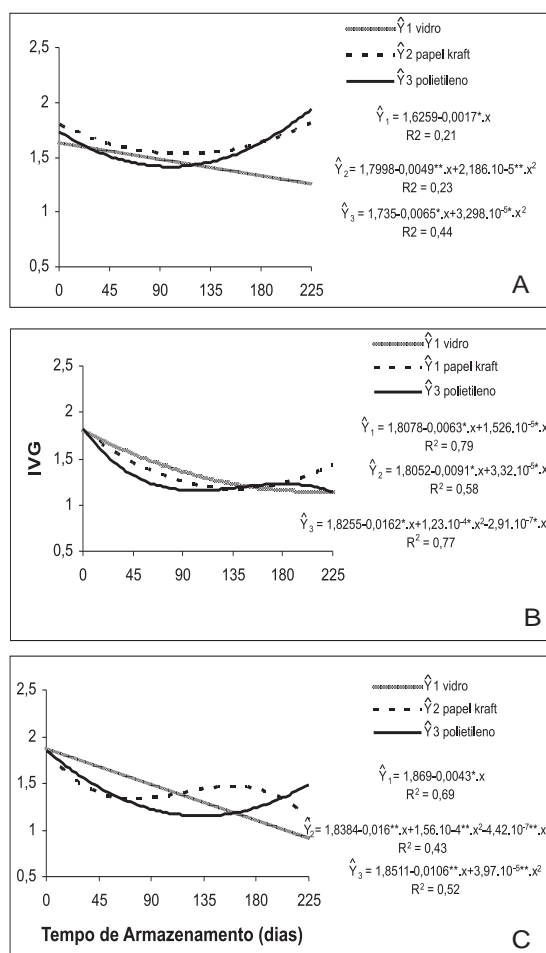 2,5
2
1,5
1
0,5
0 45 90 135 180 225
Ŷ1 vidro
Ŷ2 papel kraft
Ŷ3 polietileno
Ŷ₁ = 1,6259-0,0017*.x
R2 = 0,21
Ŷ₂ = 1,7998-0,0049**.x+2,186.10-5**.x²
R2 = 0,23
Ŷ₃ = 1,735-0,0065*.x+3,298.10⁻⁵*.x²
R2 = 0,44
A
IVG
2,5
2
1,5
1
0,5
0 45 90 135 180 225
Ŷ1 vidro
Ŷ1 papel kraft
Ŷ3 polietileno
Ŷ₁ = 1,8078-0,0063*.x+1,526.10⁻⁵*.x
R² = 0,79
Ŷ₂ = 1,8052-0,0091*.x+3,32.10⁻⁵*.x
R² = 0,58
Ŷ₃ = 1,8255-0,0162*.x+1,23.10⁻⁴*.x²-2,91.10⁻⁷*.x
R² = 0,77
B
2,5
2
1,5
1
0,5
0 45 90 135 180 225
Ŷ1 vidro
Ŷ2 papel kraft
Ŷ3 polietileno
Ŷ₁ = 1,869-0,0043*.x
R² = 0,69
Ŷ₂= 1,8384-0,016**.x+1,56.10-4**.x²-4,42.10⁻⁷**.x
R² = 0,43
Ŷ₃ = 1,8511-0,0106**.x+3,97.10⁻⁵**.x²
R² = 0,52
Tempo de Armazenamento (dias)
C